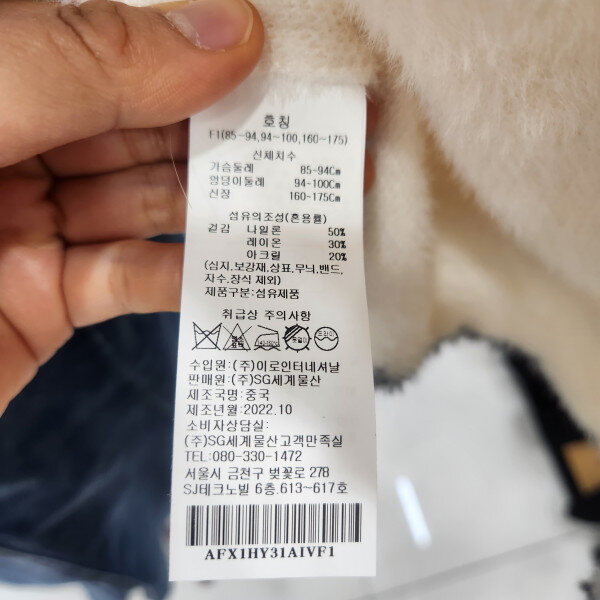 호칭
F1(85~94,94~100,160~175)
신체치수
가슴둘레 85-94Cm
엉덩이둘레 94-100Cm
신장 160-175Cm
섬유의조성(혼용률)
겉감 나일론 50%
레이온 30%
아크릴 20%
(심지,보강재,상표,무늬,밴드,
자수,장식 제외)
제품구분:섬유제품
취급상 주의사항
드라이
수입원:(주)이로인터네셔날
판매원:(주)SG세계물산
제조국명:중국
제조년월:2022.10
소비자상담실:
(주)SG세계물산고객만족실
TEL:080-330-1472
서울시 금천구 벚꽃로 278
SJ테크노빌 6층.613~617호
AFX1HY31AIVF1